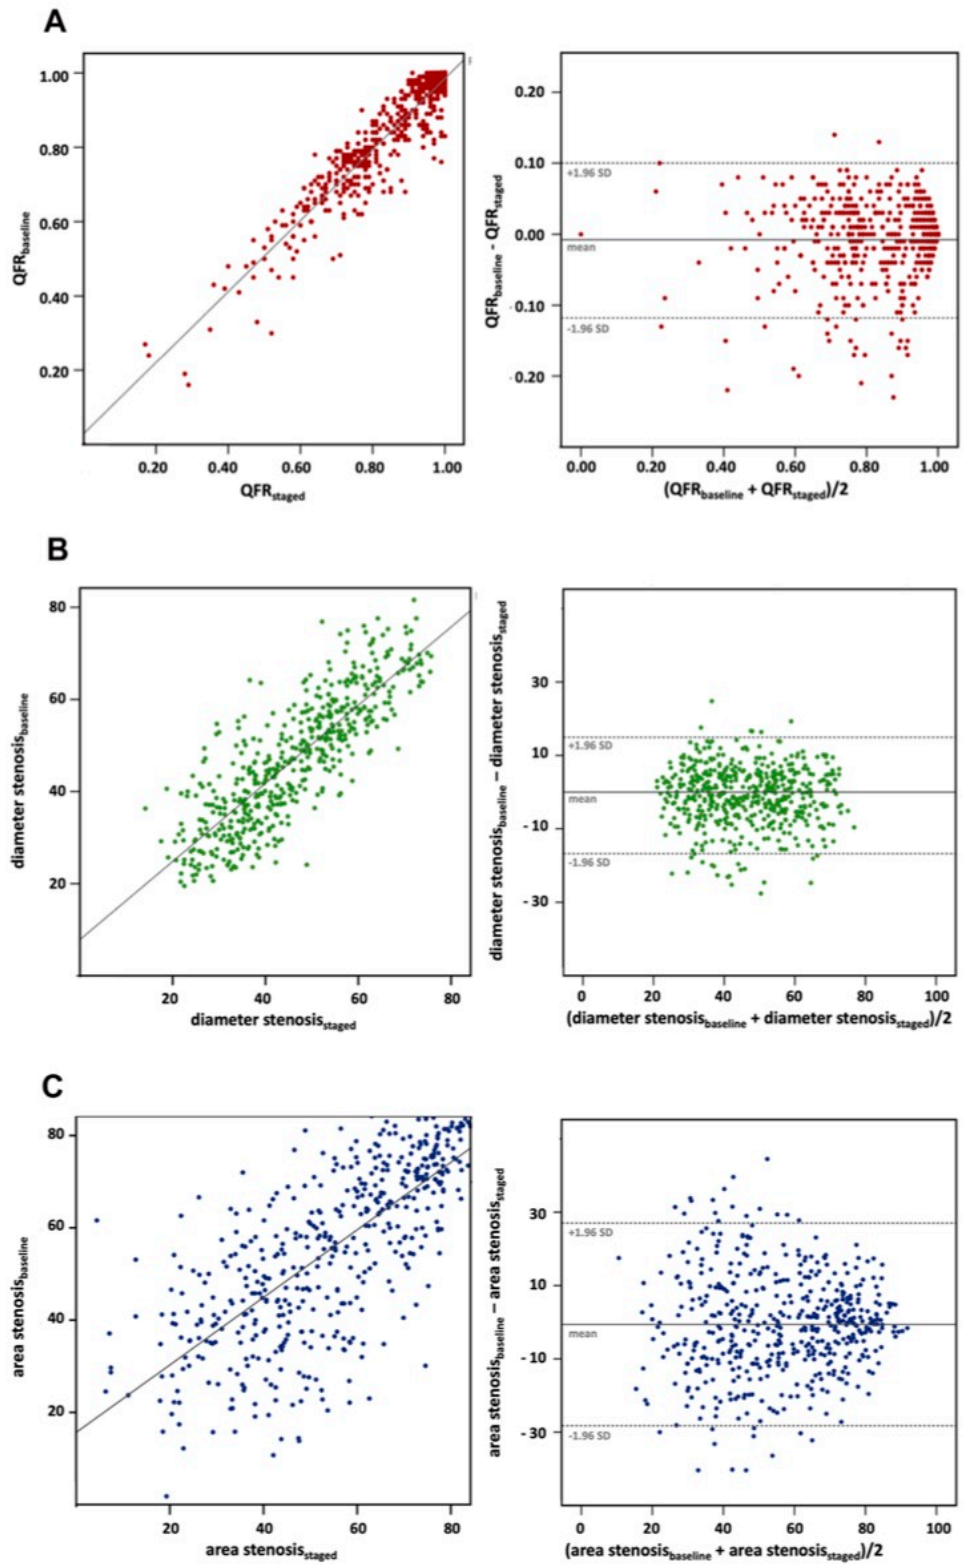 A
1.00
0.80
0.60
0.40
0.20
QFRbaseline
0.20 0.40 0.60 0.80 1.00
QFRstaged
0.20
0.10
0.00
-0.10
-0.20
QFRbaseline - QFRstaged
+1.96 SD
mean
-1.96 SD
0.00 0.20 0.40 0.60 0.80 1.00
(QFRbaseline + QFRstaged)/2
B
80
60
40
20
diameter stenosisbaseline
20 40 60 80
diameter stenosisstaged
30
10
- 10
- 30
diameter stenosisbaseline – diameter stenosisstaged
+1.96 SD
mean
-1.96 SD
0 20 40 60 80 100
(diameter stenosisbaseline + diameter stenosisstaged)/2
C
80
60
40
20
area stenosisbaseline
20 40 60 80
area stenosisstaged
30
10
-10
- 30
area stenosisbaseline – area stenosisstaged
+1.96 SD
mean
-1.96 SD
0 20 40 60 80 100
(area stenosisbaseline + area stenosisstaged)/2